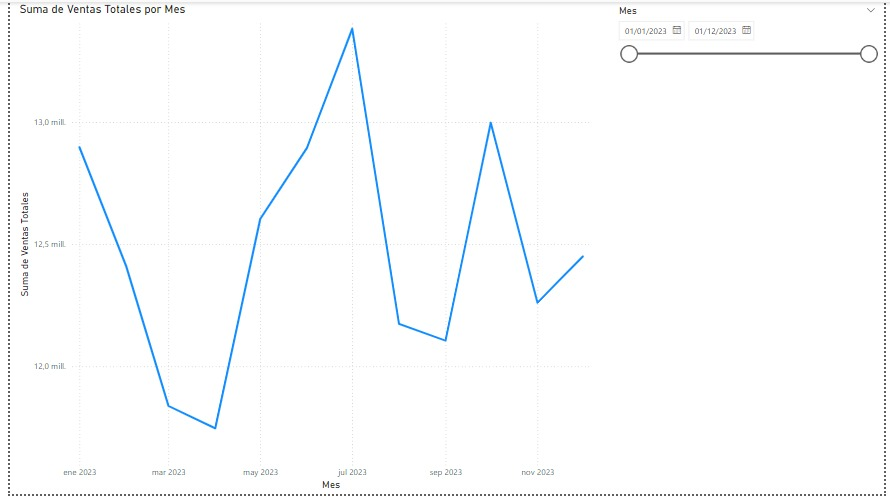 Suma de Ventas Totales por Mes
Mes
01/01/2023 01/12/2023
13,0 mill.
12,5 mill.
12,0 mill.
Suma de Ventas Totales
ene 2023 mar 2023 may 2023 jul 2023 sep 2023 nov 2023
Mes